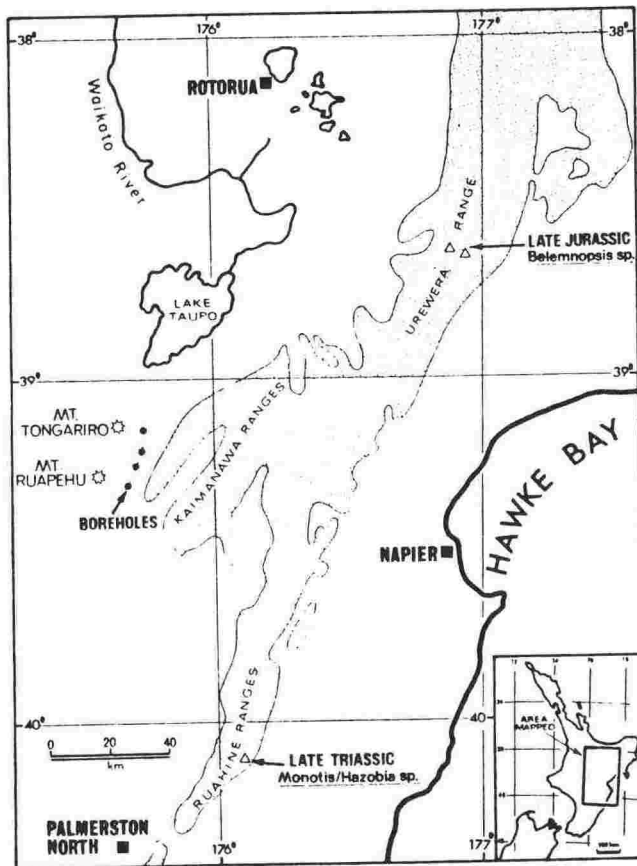 176°
177°
38°
38°
ROTORUA
Waikato River
LAKE
TAUPO
UREWERA RANGE
LATE JURASSIC
Belemnopsis sp.
39°
39°
MT.
TONGARIRO
MT.
RUAPEHU
BOREHOLES
KAIMANAWA RANGES
NAPIER
HAWKE BAY
40°
40°
0 20 40
km
RUAHINE RANGES
LATE TRIASSIC
Monotis/Hazobia sp.
PALMERSTON
NORTH
176°
177°
AREA
MAPPED